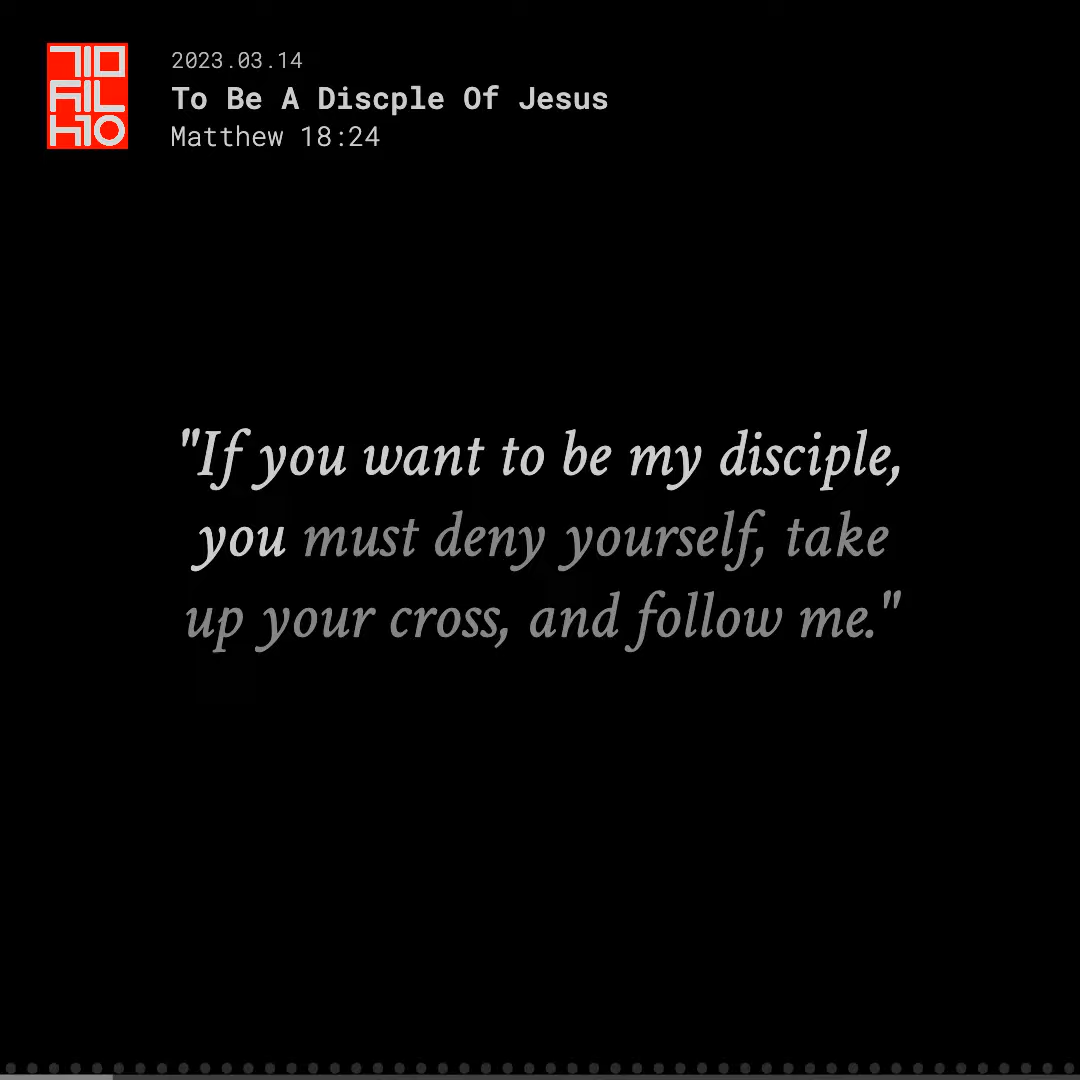 2023.03.14
To Be A Discple Of Jesus
Matthew 18:24
"If you want to be my disciple,
you must deny yourself, take
up your cross, and follow me."